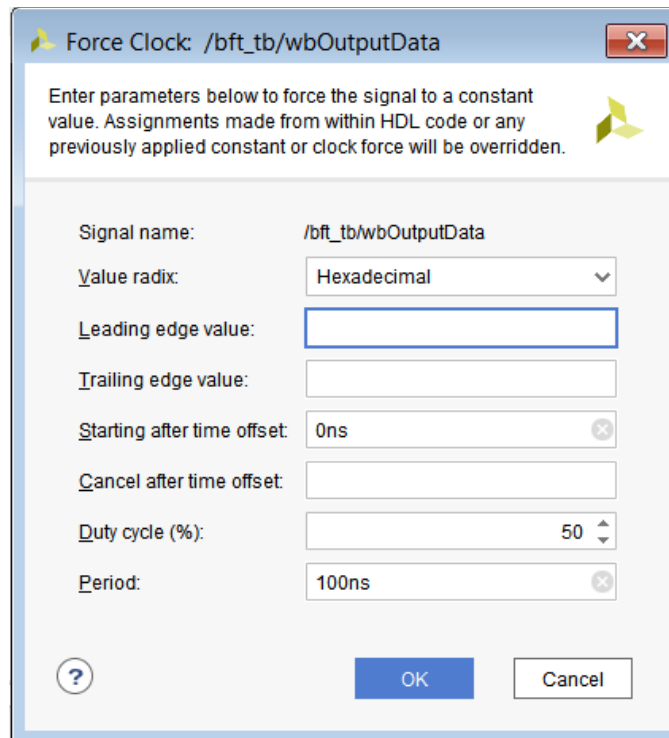 Force Clock: /bft_tb/wbOutputData
Enter parameters below to force the signal to a constant
value. Assignments made from within HDL code or any
previously applied constant or clock force will be overridden.
Signal name: /bft_tb/wbOutputData
Value radix: Hexadecimal
Leading edge value:
Trailing edge value:
Starting after time offset: 0ns
Cancel after time offset:
Duty cycle (%): 50
Period: 100ns
? OK Cancel